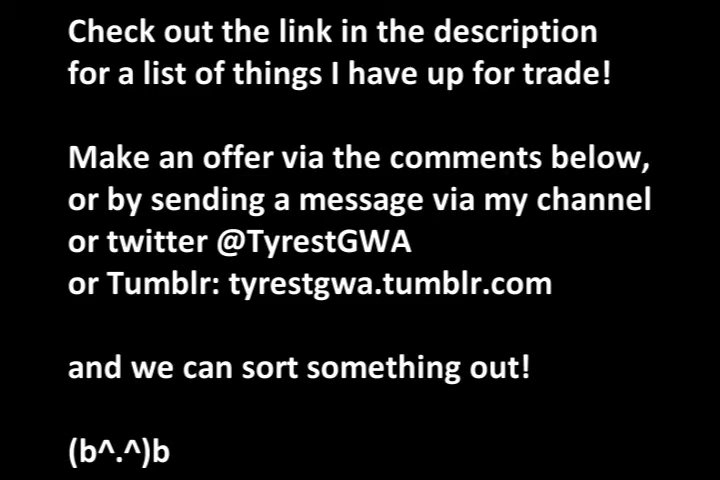 Check out the link in the description
for a list of things I have up for trade!
Make an offer via the comments below,
or by sending a message via my channel
or twitter @TyrestGWA
or Tumblr: tyrestgwa.tumblr.com
and we can sort something out!
(b^.^)b